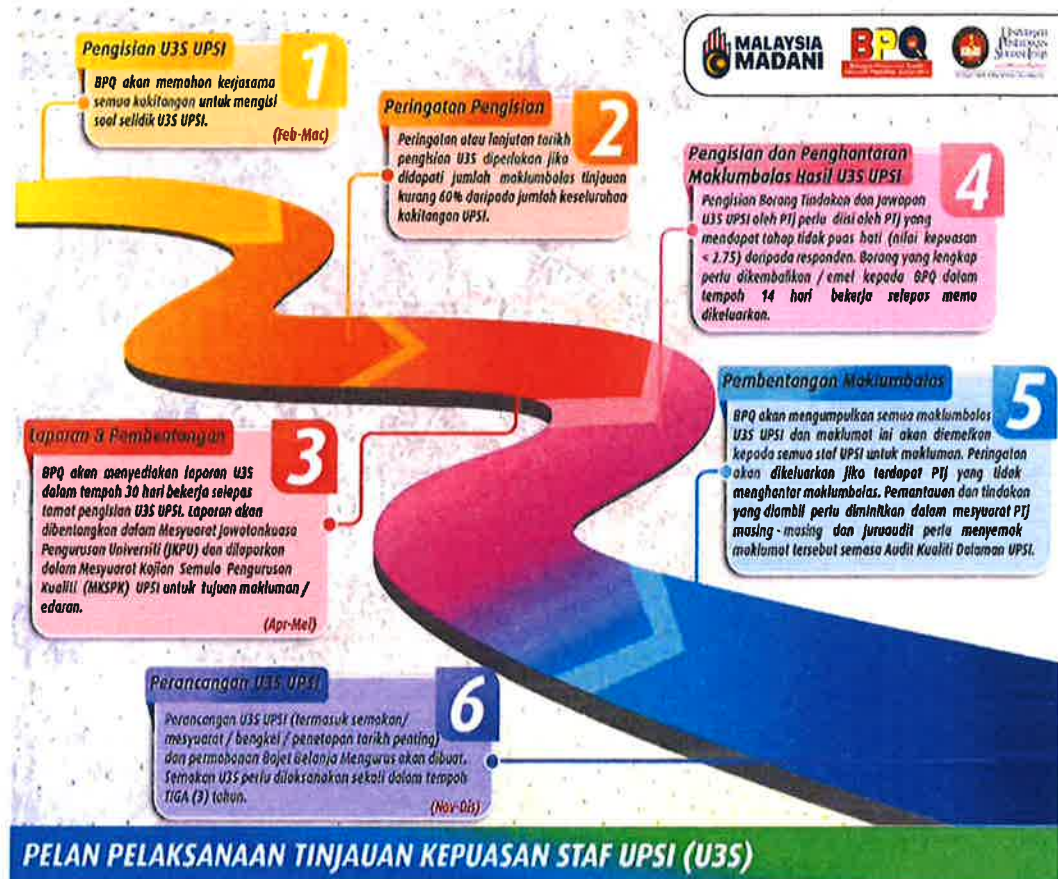 Pengisian U3S UPSI
1
BPQ akan memohon kerjasama
semua kakitangan untuk mengisi
soal selidik U3S UPSI.
(Feb-Mac)
Peringatan Pengisian
2
Peringatan atau lanjutan tarikh
pengisian U3S diperlukan jika
didapati jumlah maklumbalas tinjauan
kurang 60% daripada jumlah keseluruhan
kakitangan UPSI.
MALAYSIA
MADANI
BPQ
UNIVERSITI
PENDIDIKAN
SULTAN IDRIS
Laporan & Pembentangan
3
BPQ akan menyediakan laporan U3S
dalam tempoh 30 hari bekerja selepas
tamat pengisian U3S UPSI. Laporan akan
dibentangkan dalam Mesyuarat Jawatankuasa
Pengurusan Universiti (JKPU) dan dilaporkan
dalam Mesyuarat Kajian Semula Pengurusan
Kualiti (MKSPK) UPSI untuk tujuan makluman /
edaran.
(Apr-Mei)
Pengisian dan Penghantaran
Maklumbalas Hasil U3S UPSI
4
Pengisian Borang Tindakan dan Jawapan
U3S UPSI oleh PTj perlu diisi oleh PTj yang
mendapat tahap tidak puas hati (nilai kepuasan
< 2.75) daripada responden. Borang yang lengkap
perlu dikembalikan / emel kepada BPQ dalam
tempoh 14 hari bekerja selepas memo
dikeluarkan.
Pembentangan Maklumbalas
5
BPQ akan mengumpulkan semua maklumbalas
U3S UPSI dan maklumat ini akan diemelkan
kepada semua staf UPSI untuk makluman. Peringatan
akan dikeluarkan jika terdapat PTj yang tidak
menghantar maklumbalas. Pemantauan dan tindakan
yang diambil perlu diminitkan dalam mesyuarat PTj
masing - masing dan juruaudit perlu menyemak
maklumat tersebut semasa Audit Kualiti Dalaman UPSI.
Perancangan U3S UPSI
6
Perancangan U3S UPSI (termasuk semakan/
mesyuarat / bengkel / penetapan tarikh penting)
dan permohonan Bajet Belanja Mengurus akan dibuat.
Semakan U3S perlu dilaksanakan sekali dalam tempoh
TIGA (3) tahun.
(Nov-Dis)
PELAN PELAKSANAAN TINJAUAN KEPUASAN STAF UPSI (U3S)